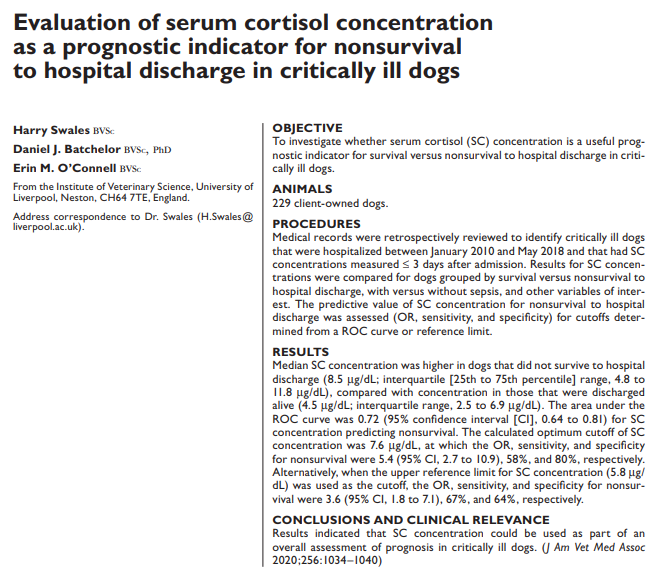 Evaluation of serum cortisol concentration
as a prognostic indicator for nonsurvival
to hospital discharge in critically ill dogs
Harry Swales BVSc
Daniel J. Batchelor BVSc, PhD
Erin M. O’Connell BVSc
From the Institute of Veterinary Science, University of
Liverpool, Neston, CH64 7TE, England.
Address correspondence to Dr. Swales (H.Swales@
liverpool.ac.uk).
OBJECTIVE
To investigate whether serum cortisol (SC) concentration is a useful prog-
nostic indicator for survival versus nonsurvival to hospital discharge in criti-
cally ill dogs.
ANIMALS
229 client-owned dogs.
PROCEDURES
Medical records were retrospectively reviewed to identify critically ill dogs
that were hospitalized between January 2010 and May 2018 and that had SC
concentrations measured ≤ 3 days after admission. Results for SC concen-
trations were compared for dogs grouped by survival versus nonsurvival to
hospital discharge, with versus without sepsis, and other variables of inter-
est. The predictive value of SC concentration for nonsurvival to hospital
discharge was assessed (OR, sensitivity, and specificity) for cutoffs deter-
mined from a ROC curve or reference limit.
RESULTS
Median SC concentration was higher in dogs that did not survive to hospital
discharge (8.5 µg/dL; interquartile [25th to 75th percentile] range, 4.8 to
11.8 µg/dL), compared with concentration in those that were discharged
alive (4.5 µg/dL; interquartile range, 2.5 to 6.9 µg/dL). The area under the
ROC curve was 0.72 (95% confidence interval [CI], 0.64 to 0.81) for SC
concentration predicting nonsurvival. The calculated optimum cutoff of SC
concentration was 7.6 µg/dL, at which the OR, sensitivity, and specificity
for nonsurvival were 5.4 (95% CI, 2.7 to 10.9), 58%, and 80%, respectively.
Alternatively, when the upper reference limit for SC concentration (5.8 µg/
dL) was used as the cutoff, the OR, sensitivity, and specificity for nonsur-
vival were 3.6 (95% CI, 1.8 to 7.1), 67%, and 64%, respectively.
CONCLUSIONS AND CLINICAL RELEVANCE
Results indicated that SC concentration could be used as part of an
overall assessment of prognosis in critically ill dogs. (J Am Vet Med Assoc
2020;256:1034–1040)